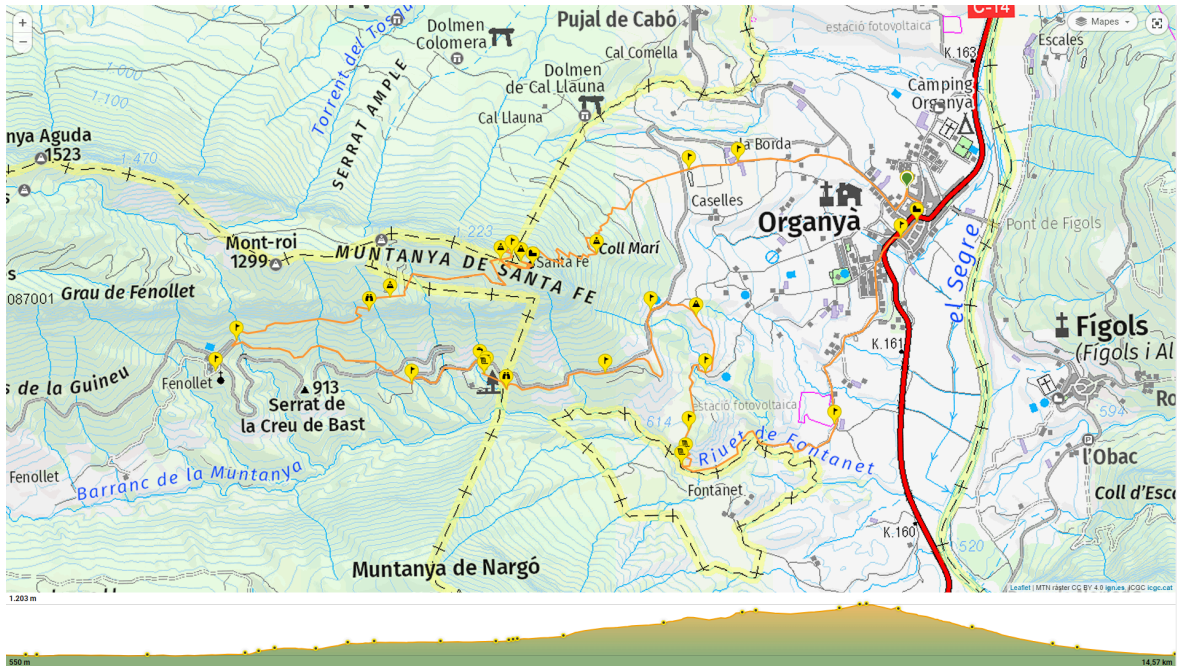 +
−
Mapes
C-14
Pujal de Cabó
estació fotovoltaica
Dolmen
Colomera
Torrent del Tosqu
K. 163
Escales
Cal Comella
1.000
Dolmen
de Cal Llauna
Càmping
Organyà
1.100
SERRAT AMPLE
Cal Llauna
nya Aguda
1523
1.470
la Borda
Caselles
Organyà
Pont de Fígols
1.223
Mont-roi
1299
Coll Marí
Santa Fe
MUNTANYA DE SANTA FE
el Segre
087001
Grau de Fenollet
Fígols
(Fígols i Al
K.161
s de la Guineu
Fenollet
913
Serrat de
la Creu de Bast
estació fotovoltaica
614
594
Ro
Riuet de Fontanet
P
l'Obac
Fenollet
Barranc de la Muntanya
Fontanet
Coll d'Esco
K.160
520
Muntanya de Nargó
Leaflet | MTN ràster CC BY 4.0 ign.es, ICGC icgc.cat
1.203 m
550 m
14,57 km